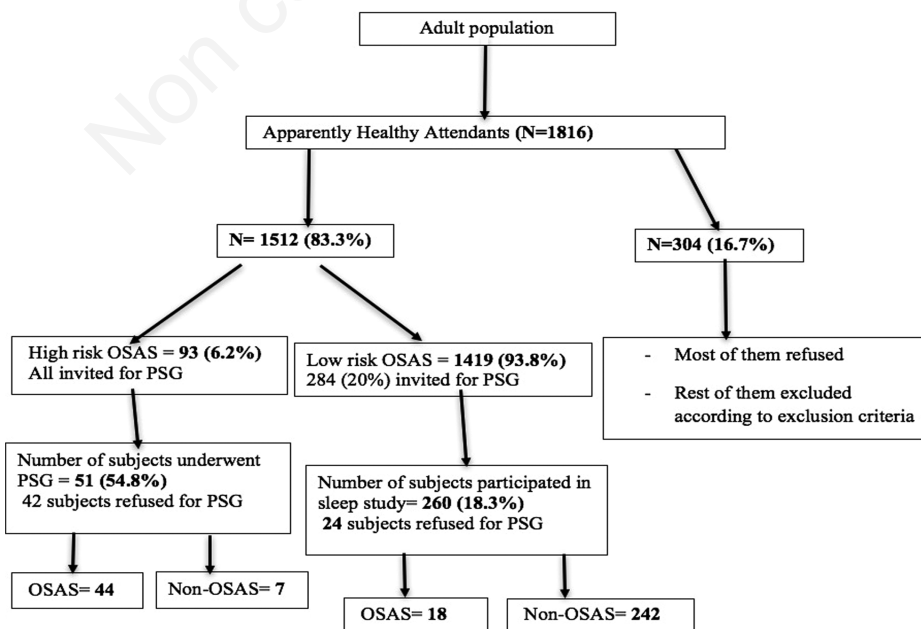 Non c
Adult population
Apparently Healthy Attendants (N=1816)
N= 1512 (83.3%)
N=304 (16.7%)
High risk OSAS = 93 (6.2%)
All invited for PSG
Low risk OSAS = 1419 (93.8%)
284 (20%) invited for PSG
- Most of them refused
- Rest of them excluded
according to exclusion criteria
Number of subjects underwent
PSG = 51 (54.8%)
42 subjects refused for PSG
Number of subjects participated in
sleep study= 260 (18.3%)
24 subjects refused for PSG
OSAS= 44
Non-OSAS= 7
OSAS= 18
Non-OSAS= 242